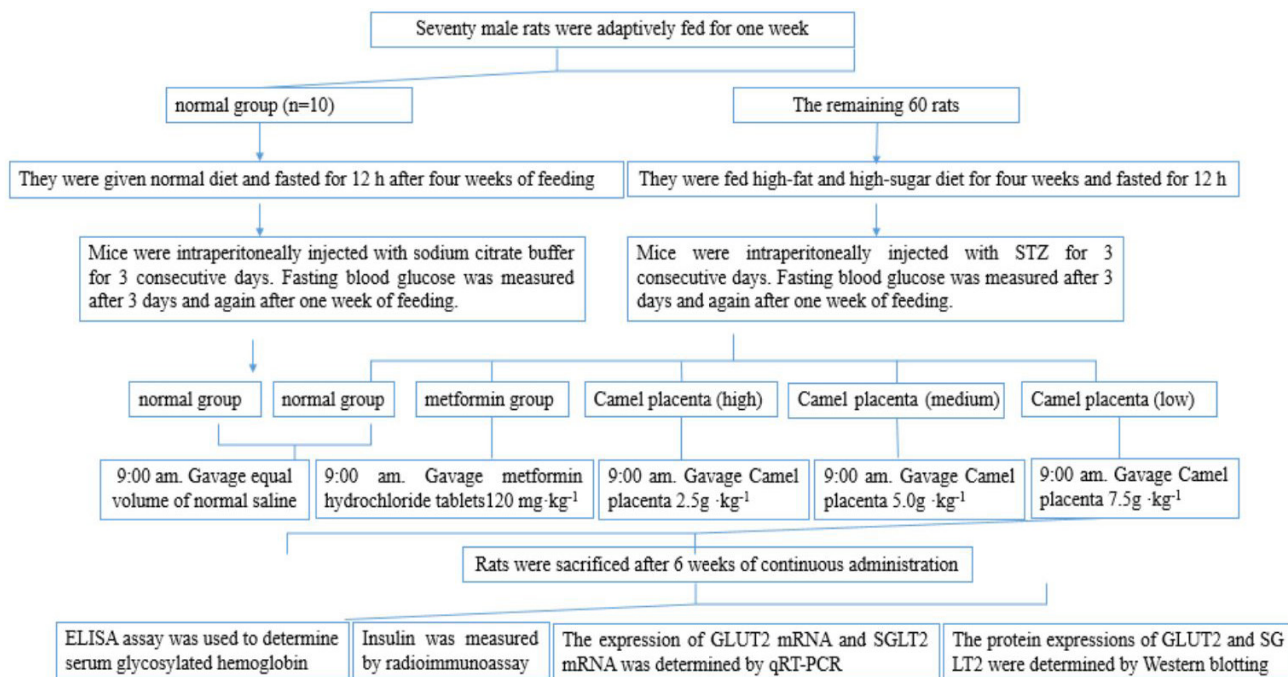 Seventy male rats were adaptively fed for one week
normal group (n=10)
The remaining 60 rats
They were given normal diet and fasted for 12 h after four weeks of feeding
They were fed high-fat and high-sugar diet for four weeks and fasted for 12 h
Mice were intraperitoneally injected with sodium citrate buffer
for 3 consecutive days. Fasting blood glucose was measured
after 3 days and again after one week of feeding.
Mice were intraperitoneally injected with STZ for 3
consecutive days. Fasting blood glucose was measured after 3
days and again after one week of feeding.
normal group
normal group
metformin group
Camel placenta (high)
Camel placenta (medium)
Camel placenta (low)
9:00 am. Gavage equal
volume of normal saline
9:00 am. Gavage metformin
hydrochloride tablets120 mg·kg⁻¹
9:00 am. Gavage Camel
placenta 2.5g ·kg⁻¹
9:00 am. Gavage Camel
placenta 5.0g ·kg⁻¹
9:00 am. Gavage Camel
placenta 7.5g ·kg⁻¹
Rats were sacrificed after 6 weeks of continuous administration
ELISA assay was used to determine
serum glycosylated hemoglobin
Insulin was measured
by radioimmunoassay
The expression of GLUT2 mRNA and SGLT2
mRNA was determined by qRT-PCR
The protein expressions of GLUT2 and SG
LT2 were determined by Western blotting